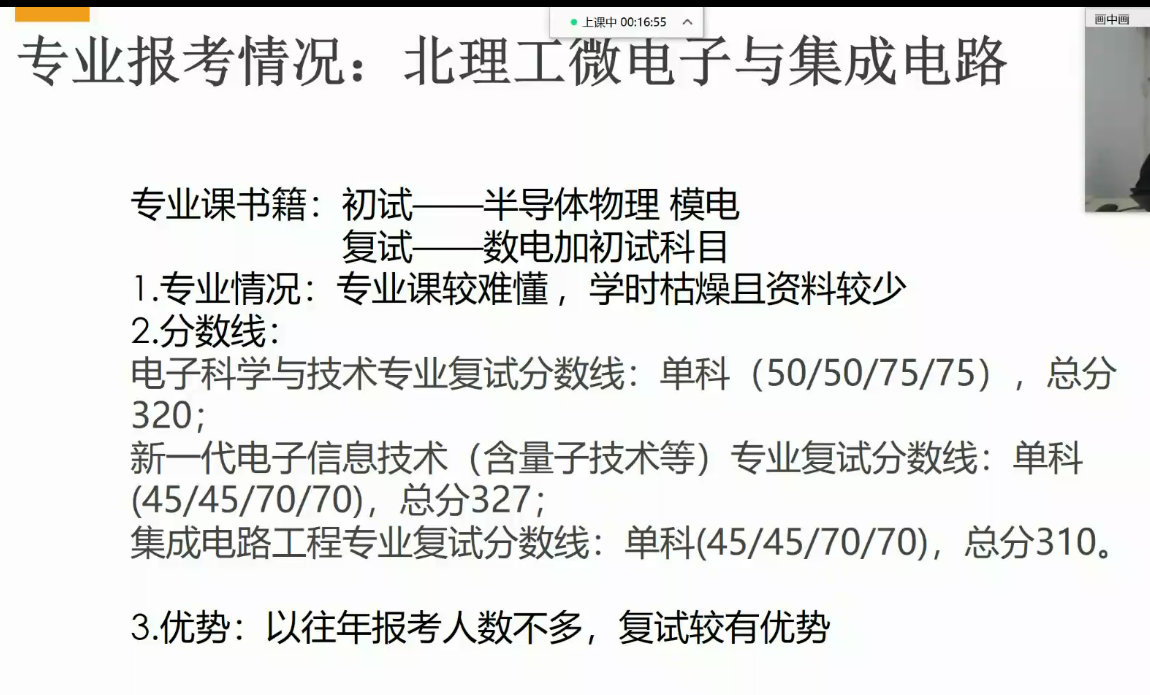 上课中 00:16:55
画中画
专业报考情况：北理工微电子与集成电路
专业课书籍：初试——半导体物理 模电
复试——数电加初试科目
1.专业情况：专业课较难懂，学时枯燥且资料较少
2.分数线：
电子科学与技术专业复试分数线：单科（50/50/75/75），总分
320；
新一代电子信息技术（含量子技术等）专业复试分数线：单科
(45/45/70/70)，总分327；
集成电路工程专业复试分数线：单科(45/45/70/70)，总分310。
3.优势：以往年报考人数不多，复试较有优势